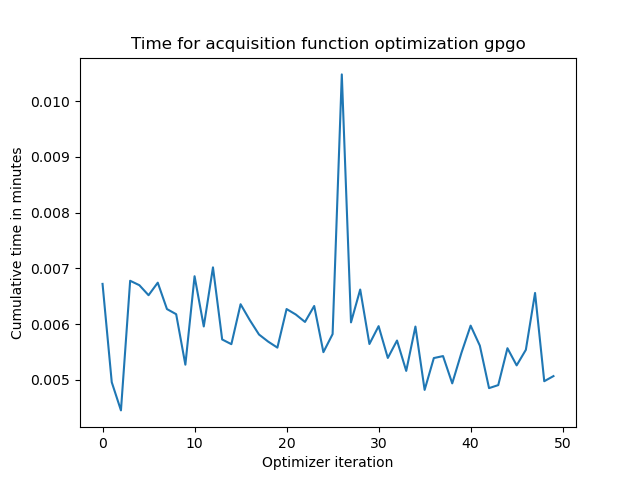 Time for acquisition function optimization gpgo
0.010
0.009
0.008
0.007
0.006
0.005
Cumulative time in minutes
0 10 20 30 40 50
Optimizer iteration